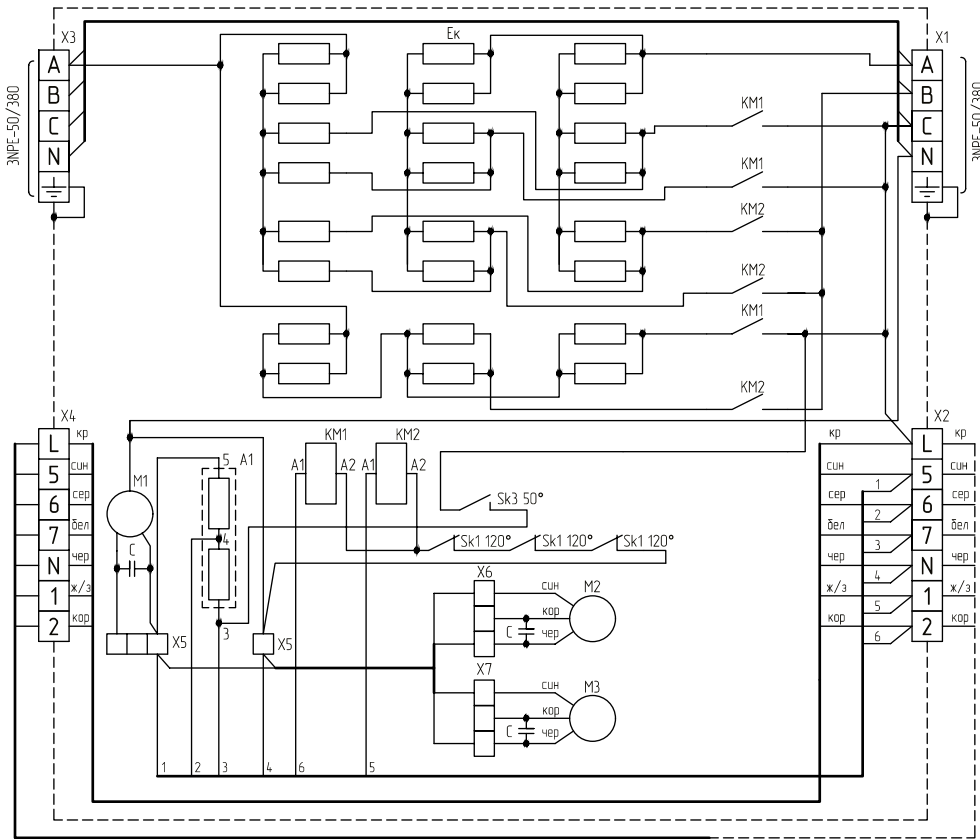 X3
Ек
X1
A
A
B
B
KM1
C
C
N
N
3NPE~50/380
3NPE~50/380
KM1
KM2
KM2
KM1
KM2
X4
X2
L
кр
KM1
KM2
кр
L
кр
5
син
5
A1
A1
A2
A1
A2
син
1
5
син
M1
6
сер
Sk3 50°
сер
2
6
сер
7
бел
4
Sk1 120°
Sk1 120°
Sk1 120°
бел
3
7
бел
N
чер
C
чер
4
N
чер
1
ж/з
X6
син
M2
ж/з
5
1
ж/з
2
кор
3
кор
C
чер
кор
6
2
кор
X5
X5
X7
син
M3
кор
C
чер
1
2
3
4
6
5